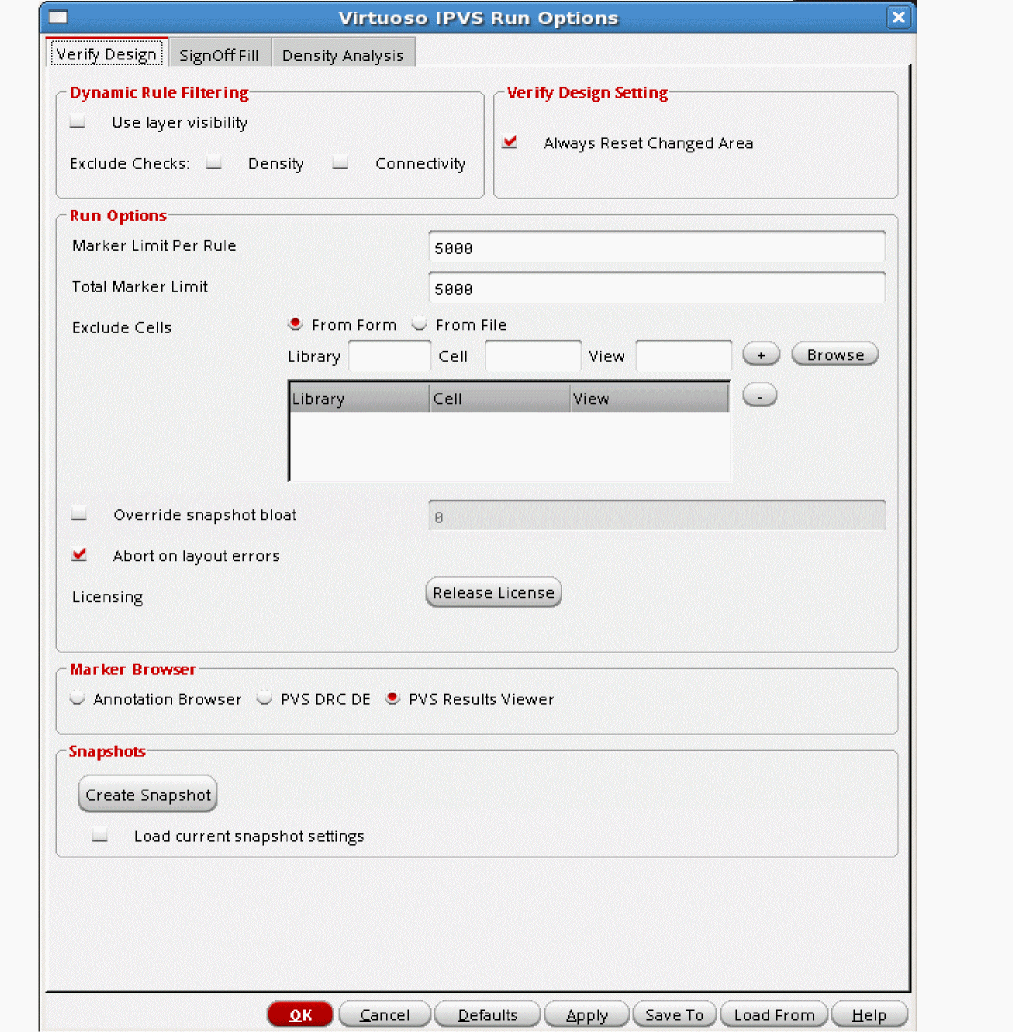 Virtuoso IPVS Run Options
Verify Design SignOff Fill Density Analysis
Dynamic Rule Filtering
Use layer visibility
Exclude Checks: Density Connectivity
Verify Design Setting
Always Reset Changed Area
Run Options
Marker Limit Per Rule 5000
Total Marker Limit 5000
Exclude Cells From Form From File
Library Cell View + Browse
Library Cell View -
Override snapshot bloat 0
Abort on layout errors
Licensing Release License
Marker Browser
Annotation Browser PVS DRC DE PVS Results Viewer
Snapshots
Create Snapshot
Load current snapshot settings
OK Cancel Defaults Apply Save To Load From Help